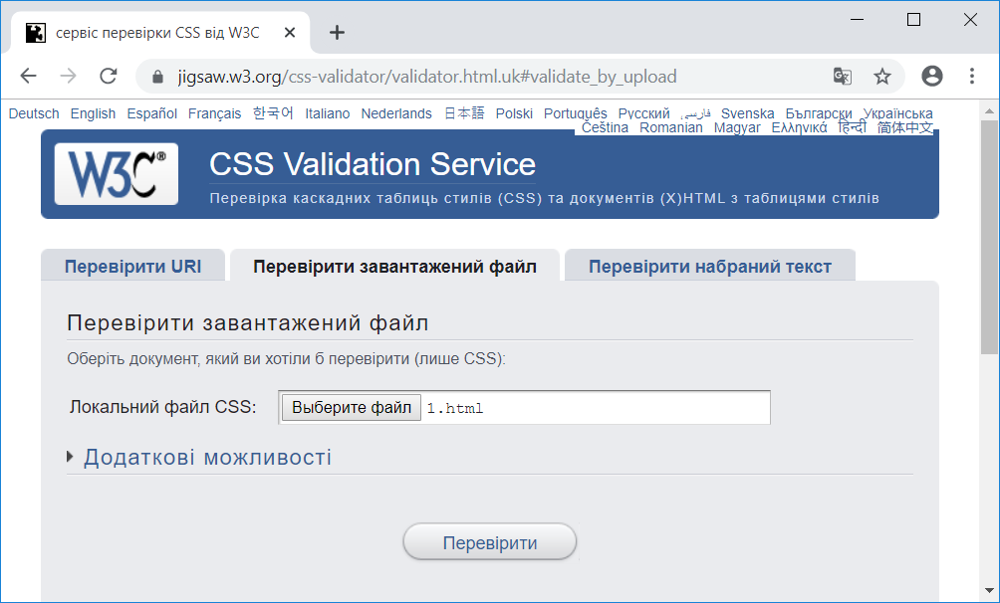 сервіс перевірки CSS від W3C
jigsaw.w3.org/css-validator/validator.html.uk#validate_by_upload
Deutsch English Español Français 한국어 Italiano Nederlands 日本語 Polski Português Русский فارسی Svenska Български Українська
Čeština Romanian Magyar Ελληνικά हिन्दी 简体中文
W3C® CSS Validation Service
Перевірка каскадних таблиць стилів (CSS) та документів (X)HTML з таблицями стилів
Перевірити URI Перевірити завантажений файл Перевірити набраний текст
Перевірити завантажений файл
Оберіть документ, який ви хотіли б перевірити (лише CSS):
Локальний файл CSS: Выберите файл 1.html
Додаткові можливості
Перевірити